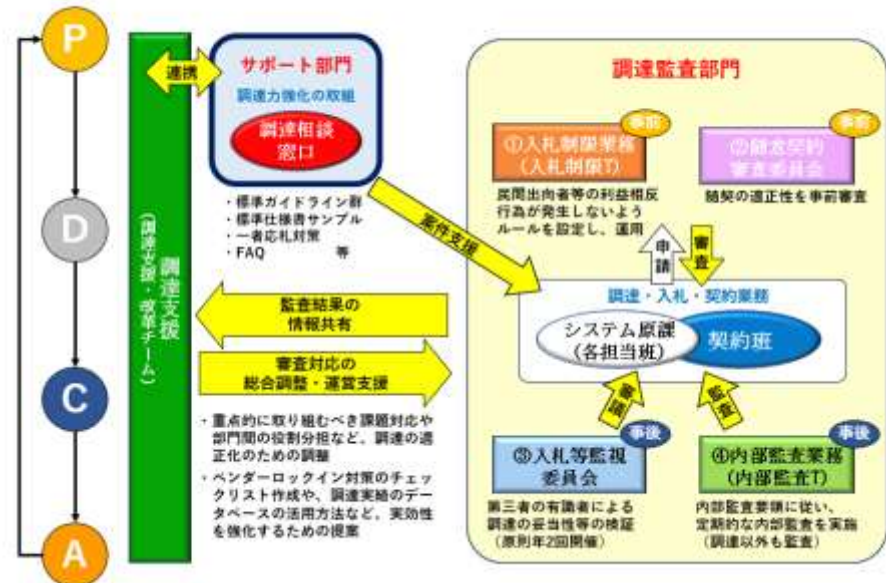 P
D
C
A
調達支援
(調達支援・改革チーム)
連携
サポート部門
調達力強化の取組
調達相談
窓口
・標準ガイドライン群
・標準仕様書サンプル
・一者応札対策
・FAQ 等
案件支援
監査結果の
情報共有
審査対応の
総合調整・運営支援
・重点的に取り組むべき課題対応や
部門間の役割分担など、調達の適
正化のための調整
・ベンダーロックイン対策のチェッ
クリスト作成や、調達実績のデー
タベースの活用方法など、実効性
を強化するための提案
調達監査部門
事前
①入札制限業務
(入札制限T)
民間出向者等の利益相反
行為が発生しないよう
ルールを設定し、運用
事前
②随意契約
審査委員会
随契の適正性を事前審査
申請
審査
調達・入札・契約業務
システム原課
(各担当班)
契約班
審議
監査
事後
③入札等監視
委員会
第三者の有識者による
調達の妥当性等の検証
(原則年2回開催)
事後
④内部監査業務
(内部監査T)
内部監査要領に従い、
定期的な内部監査を実施
(調達以外も監査)